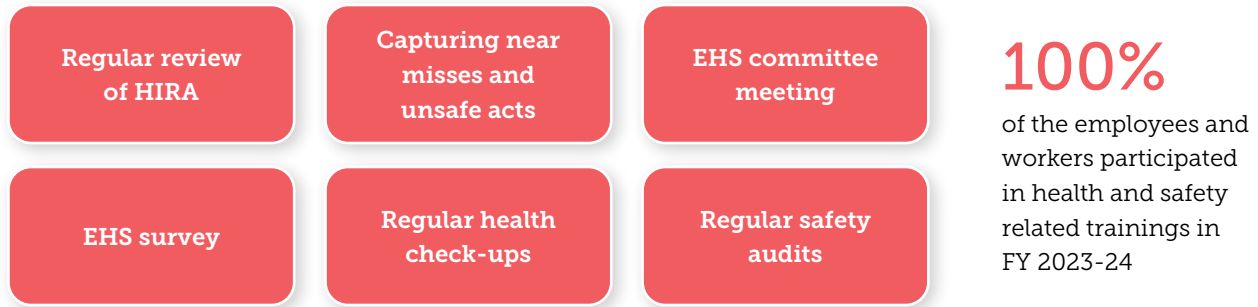 Regular review
of HIRA
Capturing near
misses and
unsafe acts
EHS committee
meeting
EHS survey
Regular health
check-ups
Regular safety
audits
100%
of the employees and
workers participated
in health and safety
related trainings in
FY 2023-24